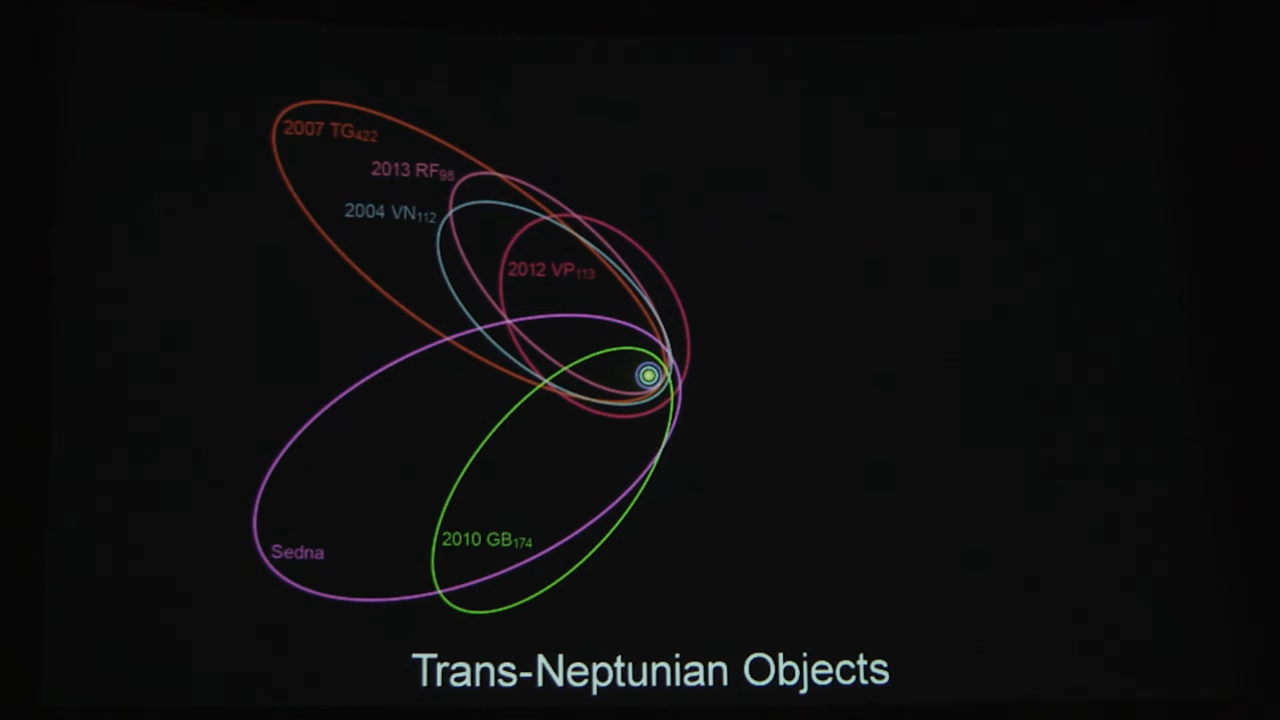 2007 TG₄₂₂
2013 RF₉₈
2004 VN₁₁₂
2012 VP₁₁₃
2010 GB₁₇₄
Sedna
Trans-Neptunian Objects